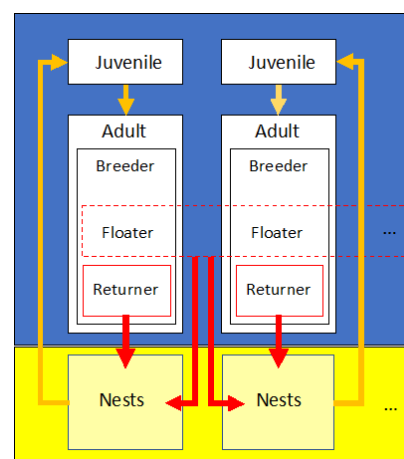 Juvenile Juvenile
Adult Adult
Breeder Breeder
Floater Floater ...
Returner Returner
Nests Nests ...